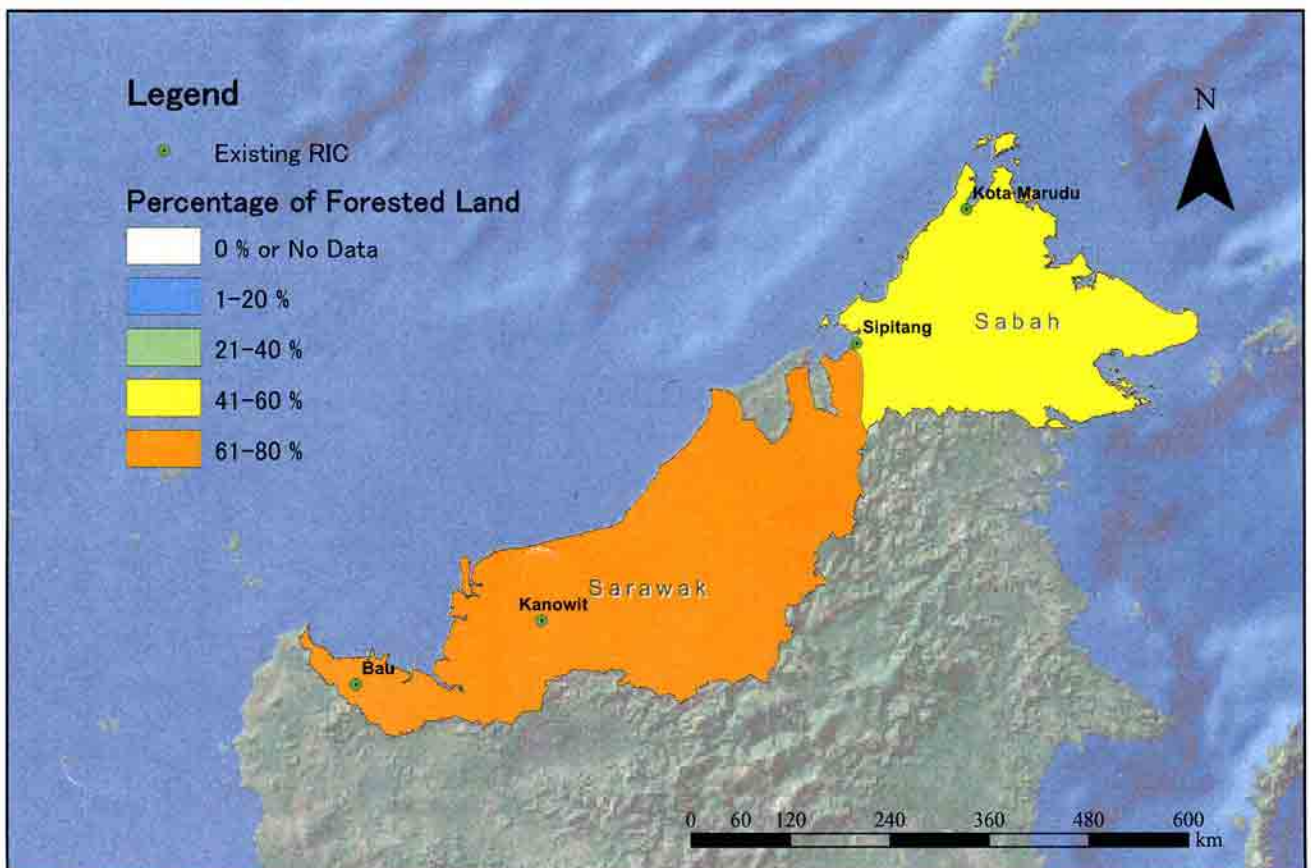 Legend
Existing RIC
Percentage of Forested Land
0 % or No Data
1-20 %
21-40 %
41-60 %
61-80 %
N
Kota Marudu
Sipitang
Sabah
Sarawak
Kanowit
Bau
0 60 120 240 360 480 600
km